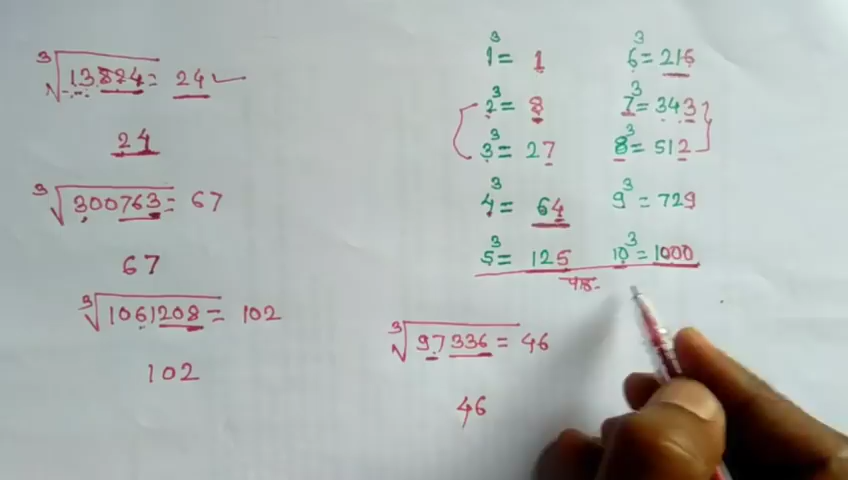 ∛13824 = 24 ✓
24
∛300763 = 67
67
∛1061208 = 102
102
1³ = 1
2³ = 8
3³ = 27
4³ = 64
5³ = 125
6³ = 216
7³ = 343
8³ = 512
9³ = 729
10³ = 1000
∛97336 = 46
46